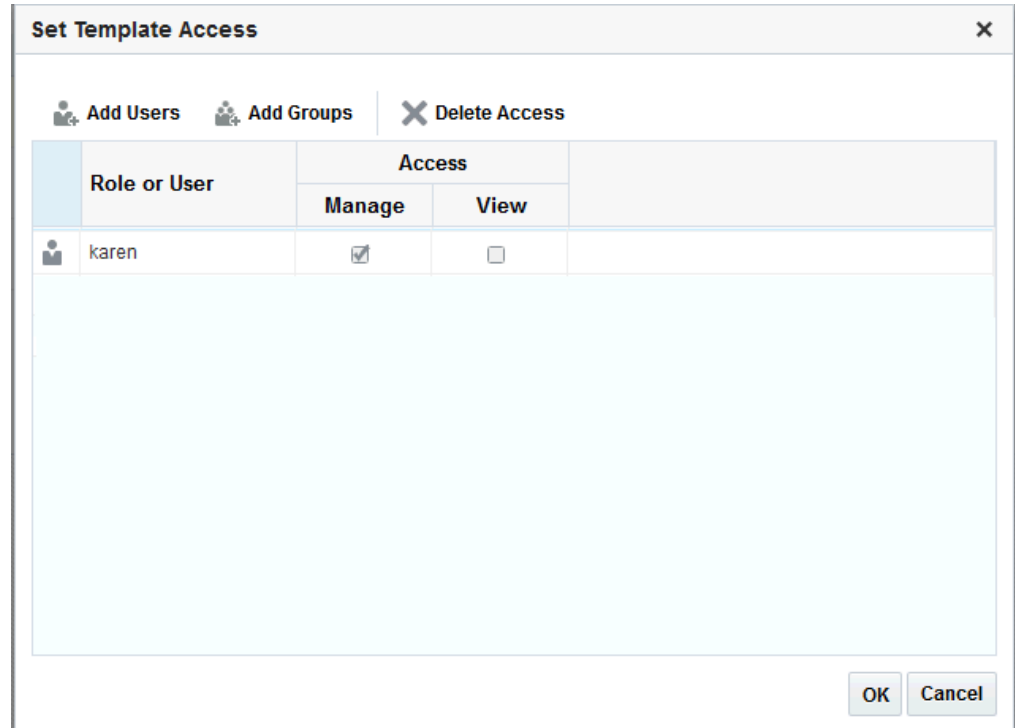 Set Template Access
Add Users Add Groups Delete Access
Role or User Access
Manage View
karen
OK Cancel